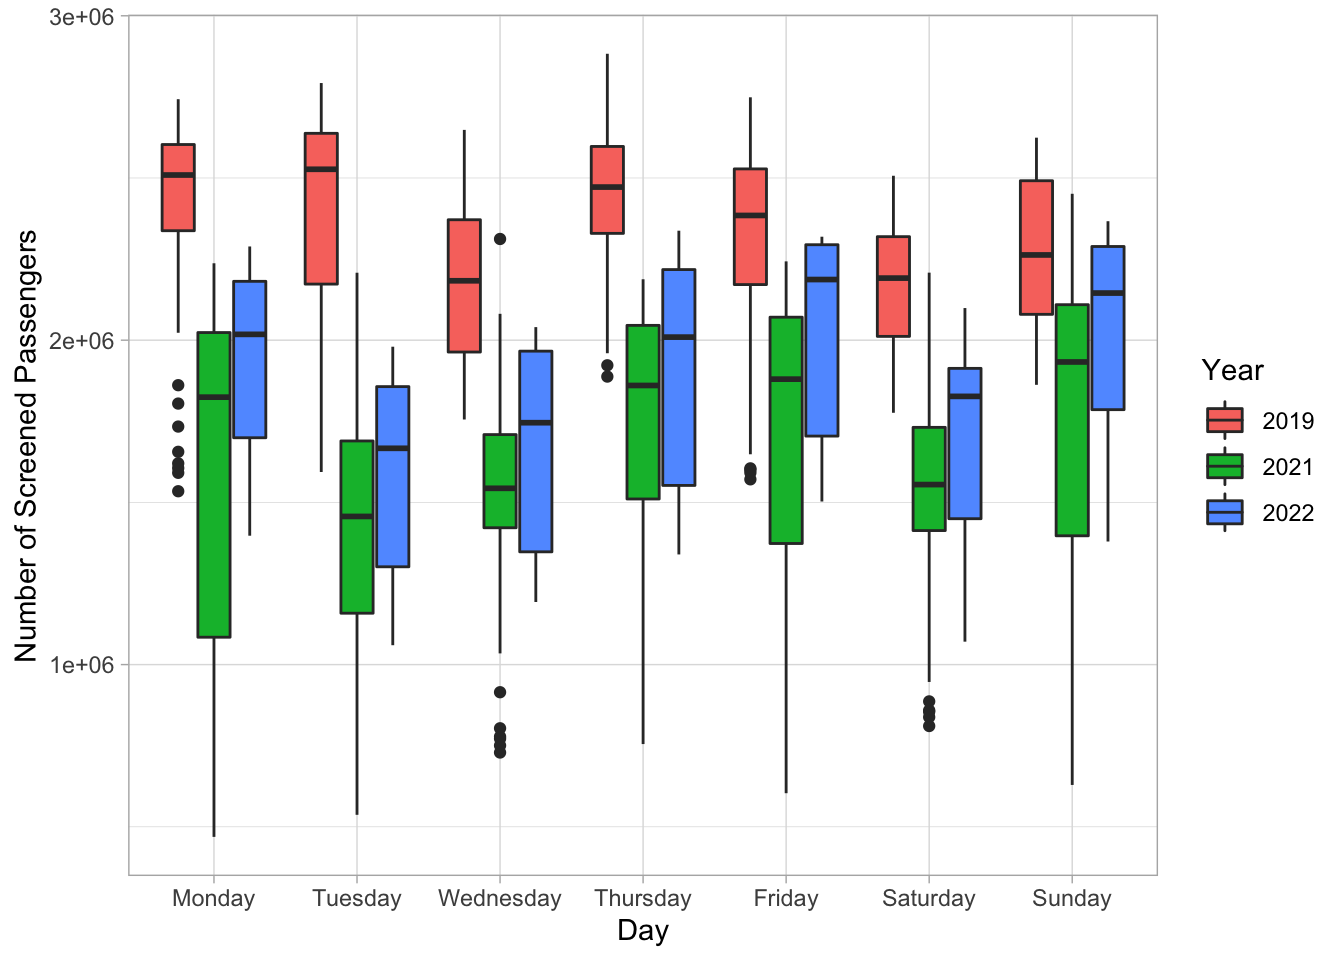 Number of Screened Passengers
3e+06
2e+06
1e+06
Monday
Tuesday
Wednesday
Thursday
Friday
Saturday
Sunday
Day
Year
2019
2021
2022